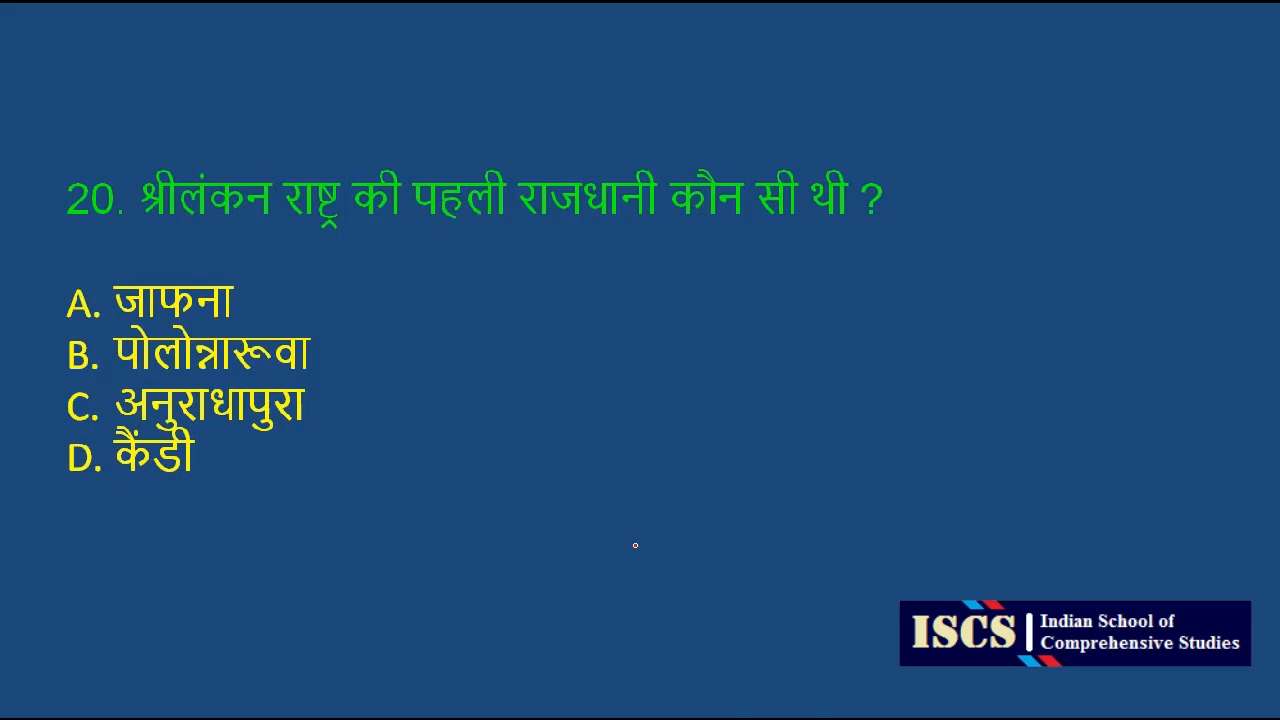 20. श्रीलंकन राष्ट्र की पहली राजधानी कौन सी थी ?
A. जाफना
B. पोलोन्नारूवा
C. अनुराधापुरा
D. कैंडी
ISCS
Indian School of
Comprehensive Studies